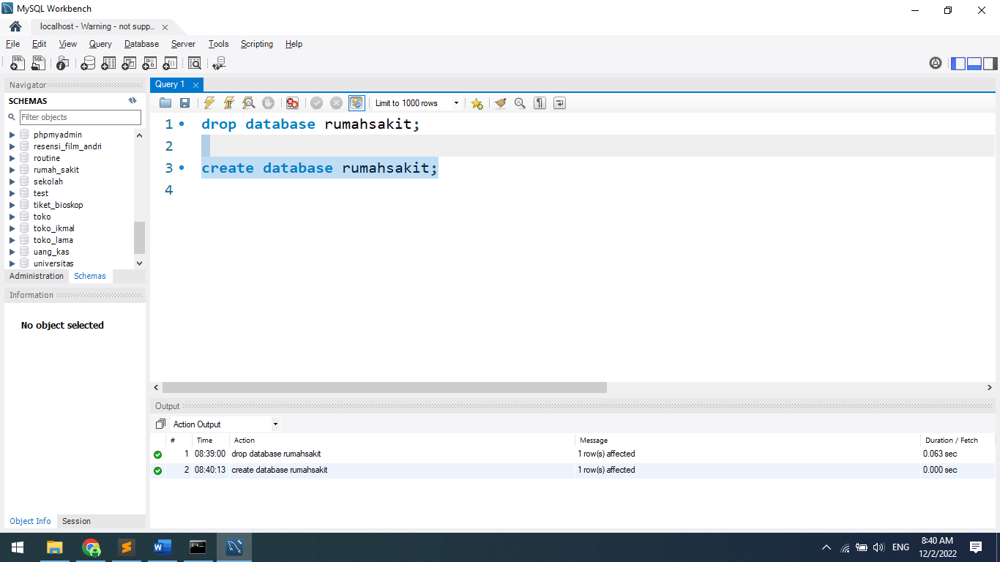 MySQL Workbench
localhost - Warning - not supp...
File Edit View Query Database Server Tools Scripting Help
Navigator
SCHEMAS
Filter objects
phpmyadmin
resensi_film_andri
routine
rumah_sakit
sekolah
test
tiket_bioskop
toko
toko_ikmal
toko_lama
uang_kas
universitas
Administration Schemas
Information
No object selected
Object Info Session
Query 1
Limit to 1000 rows
1 drop database rumahsakit;
2
3 create database rumahsakit;
4
Output
Action Output
# Time Action Message Duration / Fetch
1 08:39:00 drop database rumahsakit 1 row(s) affected 0.063 sec
2 08:40:13 create database rumahsakit 1 row(s) affected 0.000 sec
ENG
8:40 AM
12/2/2022